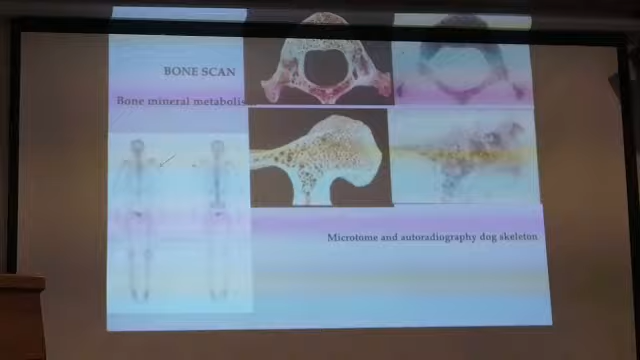 BONE SCAN
Bone mineral metabolis
Microtome and autoradiography dog skeleton